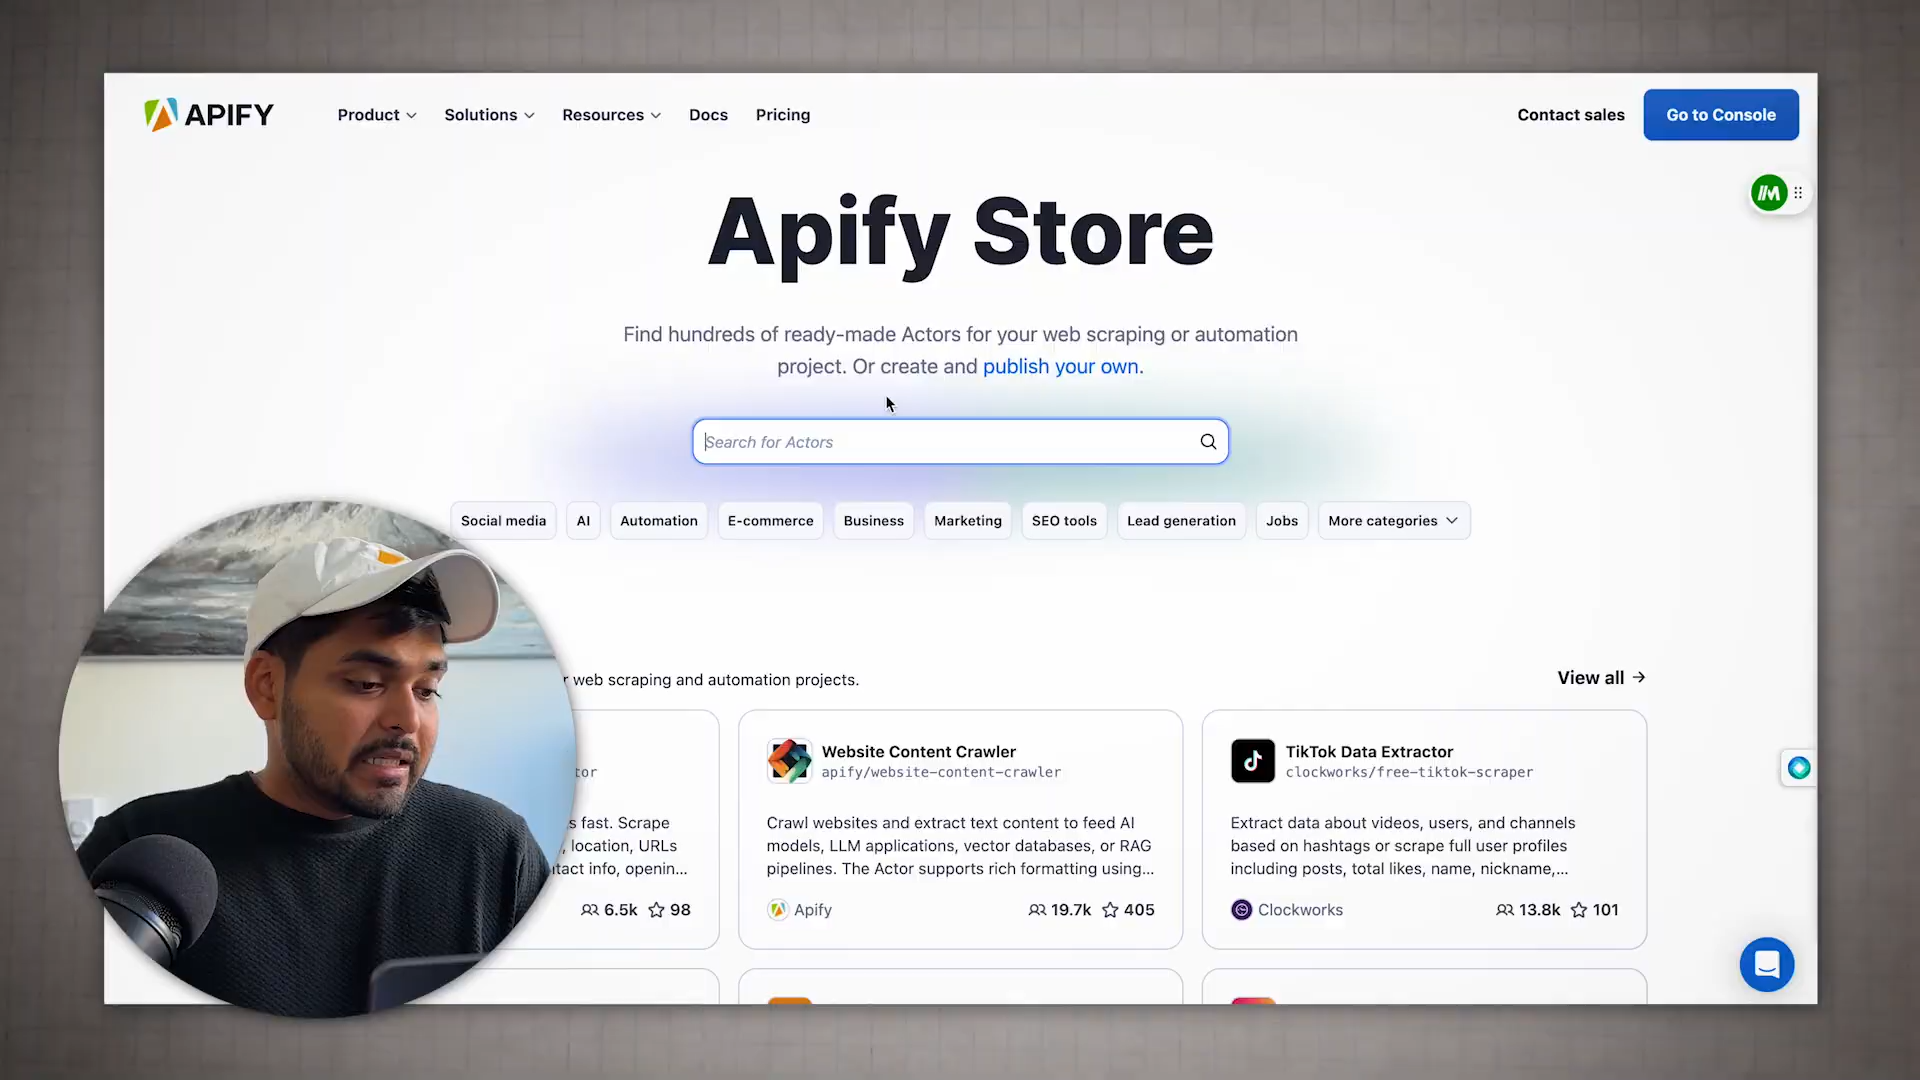 APIFY
Product
Solutions
Resources
Docs
Pricing
Contact sales
Go to Console
Apify Store
Find hundreds of ready-made Actors for your web scraping or automation
project. Or create and publish your own.
Search for Actors
Social media
AI
Automation
E-commerce
Business
Marketing
SEO tools
Lead generation
Jobs
More categories
web scraping and automation projects.
View all →
tor
s fast. Scrape
, location, URLs
tact info, openin...
6.5k
98
Website Content Crawler
apify/website-content-crawler
Crawl websites and extract text content to feed AI
models, LLM applications, vector databases, or RAG
pipelines. The Actor supports rich formatting using...
Apify
19.7k
405
TikTok Data Extractor
clockworks/free-tiktok-scraper
Extract data about videos, users, and channels
based on hashtags or scrape full user profiles
including posts, total likes, name, nickname,...
Clockworks
13.8k
101